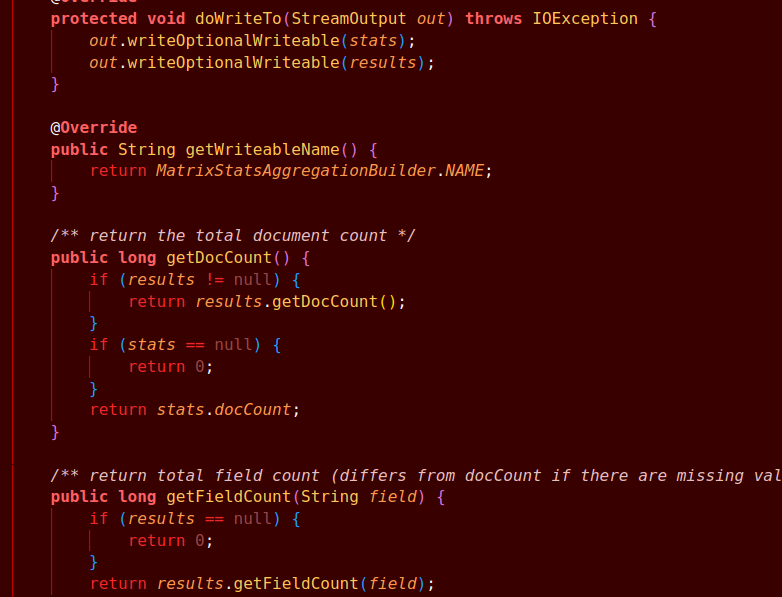 @Override
protected void doWriteTo(StreamOutput out) throws IOException {
out.writeOptionalWriteable(stats);
out.writeOptionalWriteable(results);
}
@Override
public String getWriteableName() {
return MatrixStatsAggregationBuilder.NAME;
}
/** return the total document count */
public long getDocCount() {
if (results != null) {
return results.getDocCount();
}
if (stats == null) {
return 0;
}
return stats.docCount;
}
/** return total field count (differs from docCount if there are missing val
public long getFieldCount(String field) {
if (results == null) {
return 0;
}
return results.getFieldCount(field);